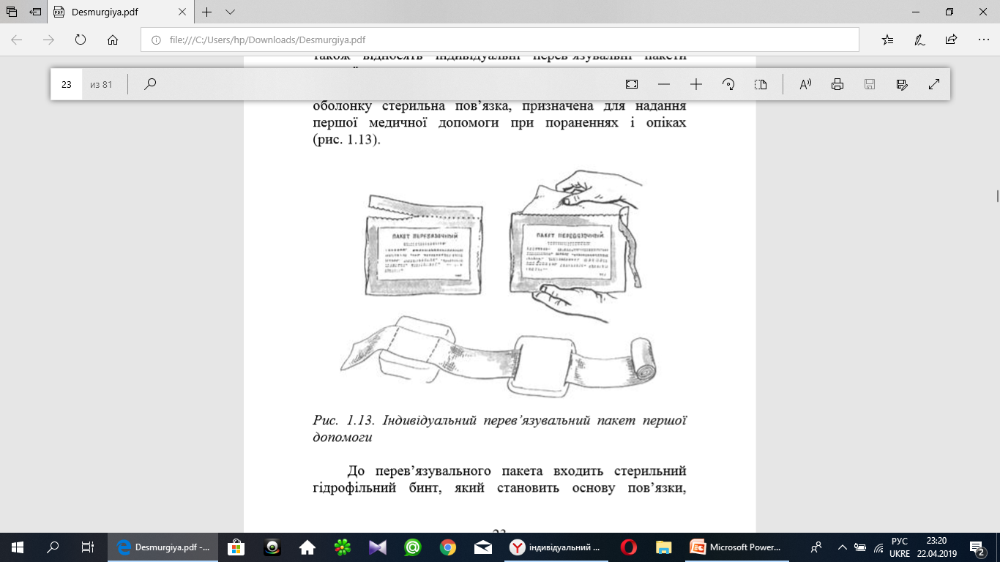 Desmurgiya.pdf
file:///C:/Users/hp/Downloads/Desmurgiya.pdf
також відносять індивідуальні перев’язувальні пакети
23 из 81
оболонку стерильна пов’язка, призначена для надання
першої медичної допомоги при пораненнях і опіках
(рис. 1.13).
ПАКЕТ ПЕРЕВЯЗОЧНИЙ
ПАКЕТ ПЕРЕВЯЗОЧНИЙ
Рис. 1.13. Індивідуальний перев’язувальний пакет першої
допомоги
До перев’язувального пакета входить стерильний
гідрофільний бинт, який становить основу пов’язки,
23
Desmurgiya.pdf -...
індивідуальний ...
Microsoft Power...
РУС
UKRE
23:20
22.04.2019
2